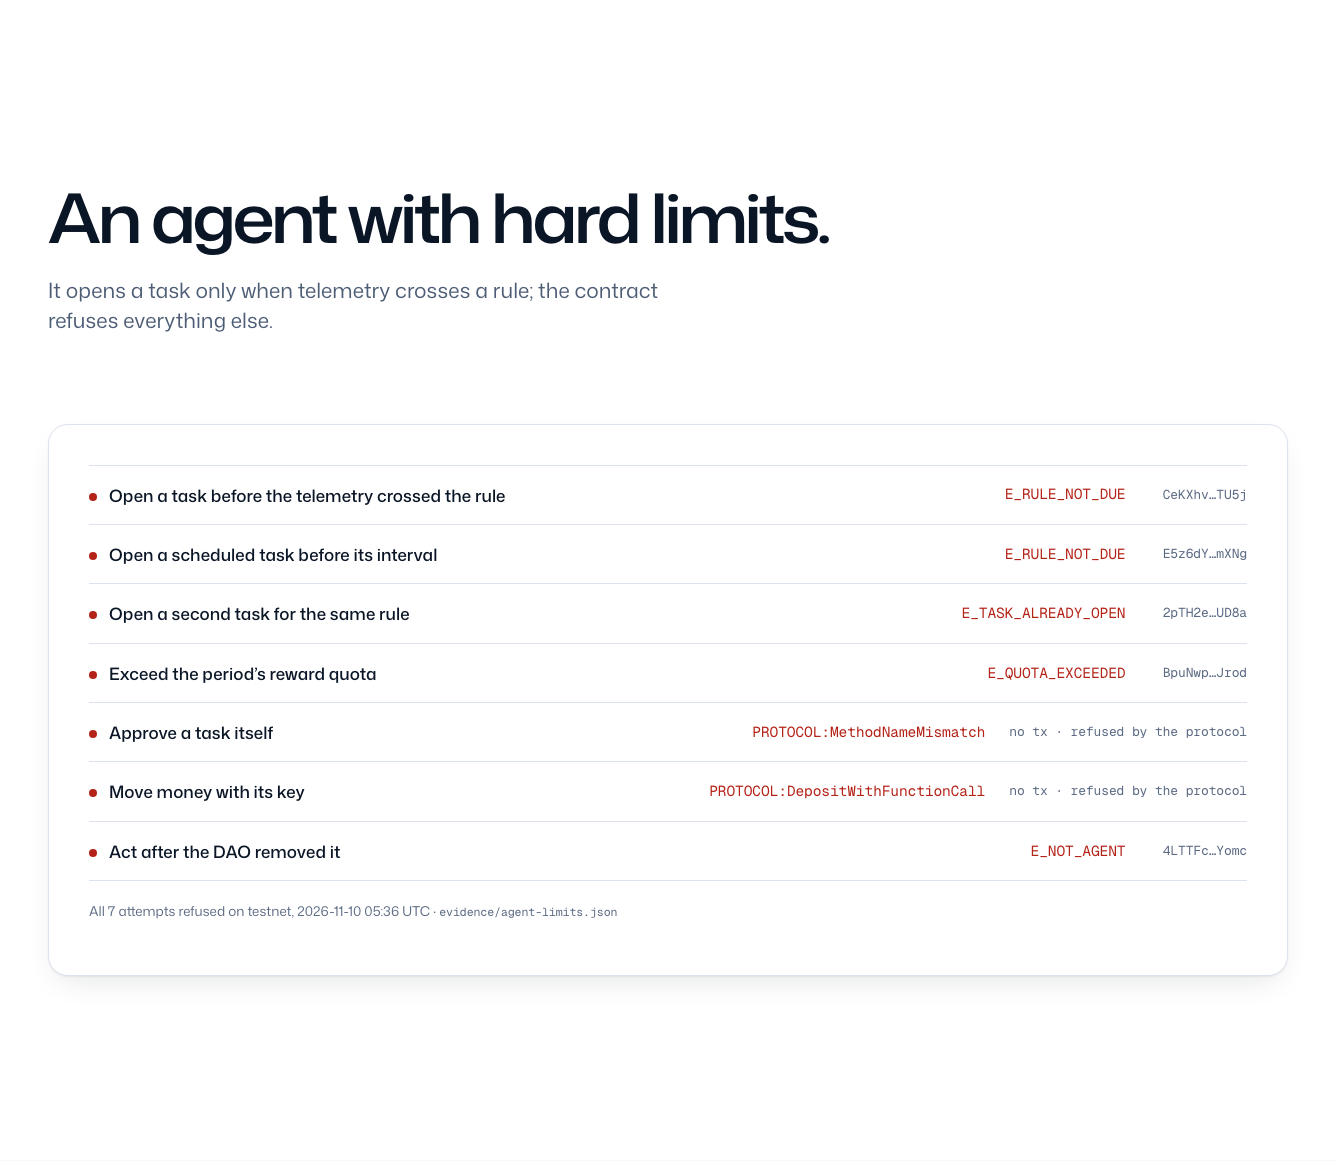 An agent with hard limits.
It opens a task only when telemetry crosses a rule; the contract
refuses everything else.
Open a task before the telemetry crossed the rule E_RULE_NOT_DUE CeKXhv…TU5j
Open a scheduled task before its interval E_RULE_NOT_DUE E5z6dY…mXNg
Open a second task for the same rule E_TASK_ALREADY_OPEN 2pTH2e…UD8a
Exceed the period’s reward quota E_QUOTA_EXCEEDED BpuNwp…Jrod
Approve a task itself PROTOCOL:MethodNameMismatch no tx · refused by the protocol
Move money with its key PROTOCOL:DepositWithFunctionCall no tx · refused by the protocol
Act after the DAO removed it E_NOT_AGENT 4LTTFc…Yomc
All 7 attempts refused on testnet, 2026-11-10 05:36 UTC · evidence/agent-limits.json